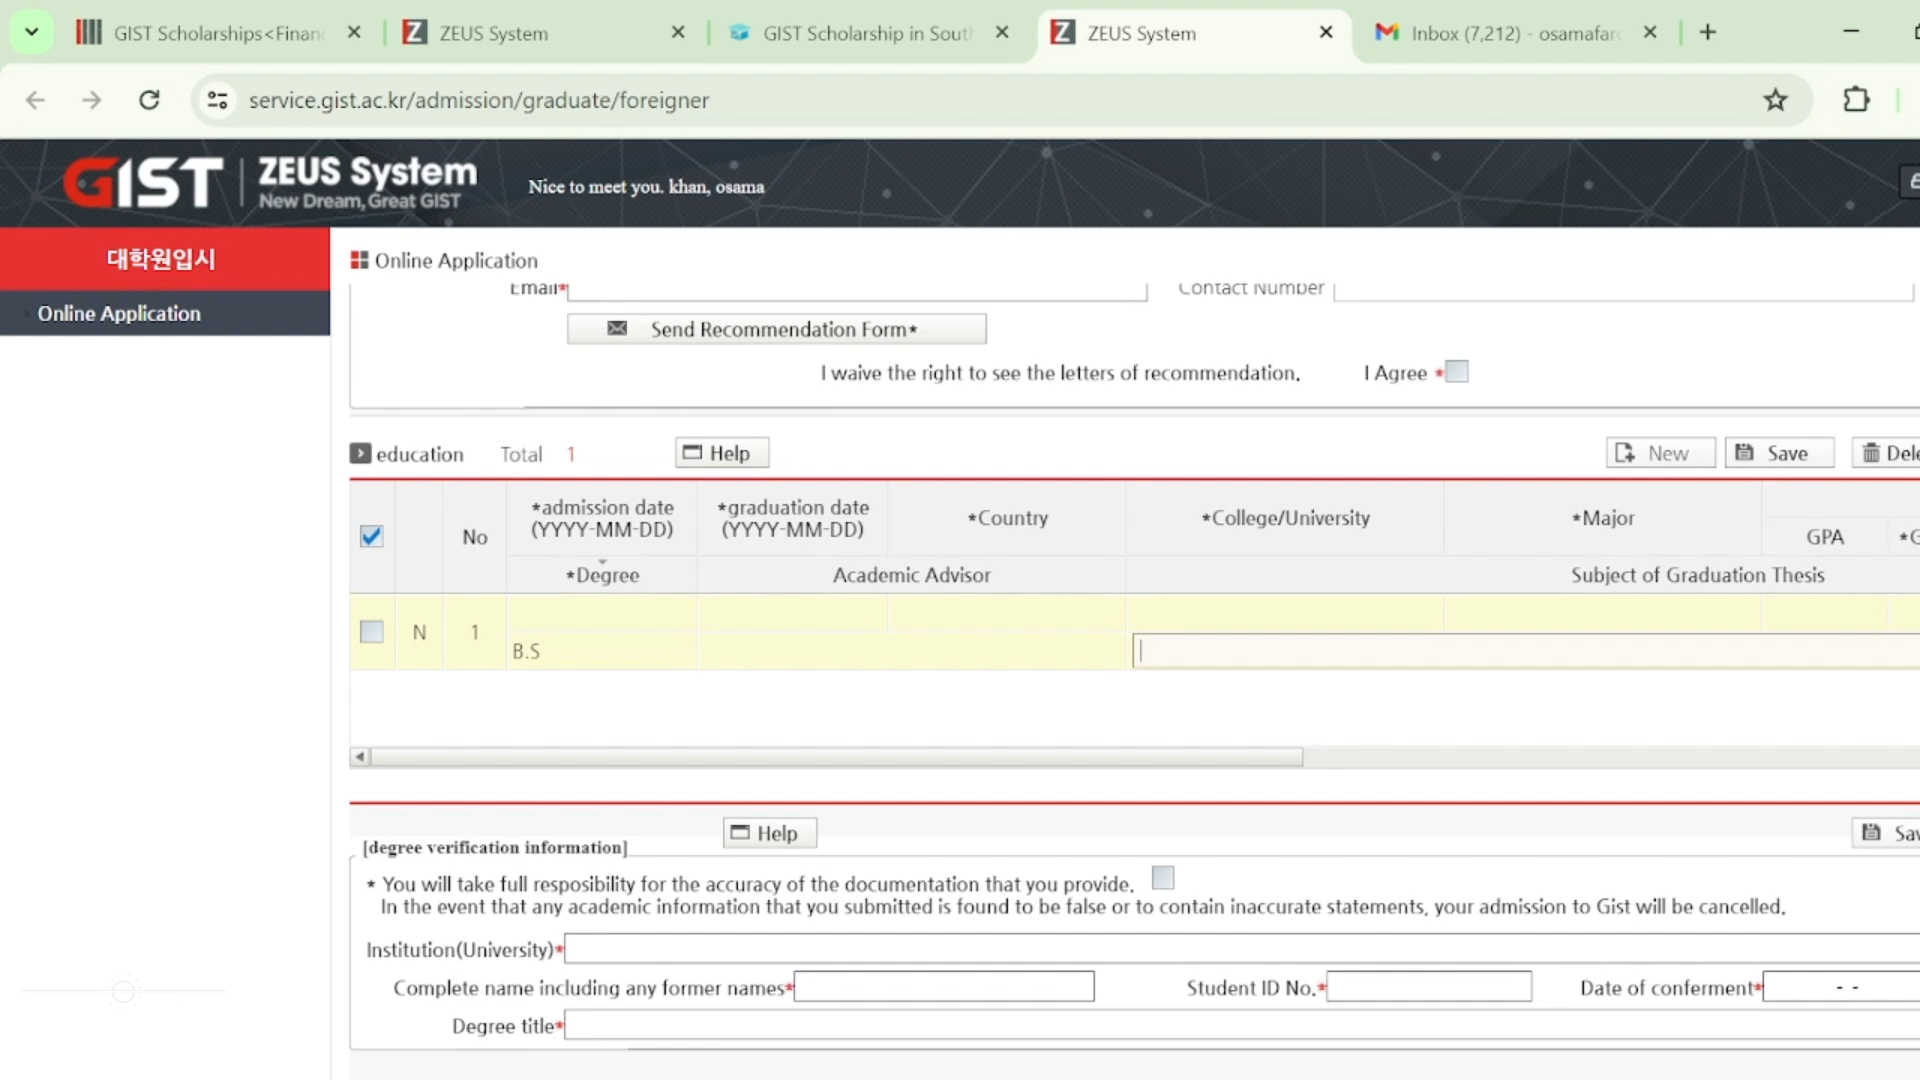 GIST Scholarships<Finan
ZEUS System
GIST Scholarship in Sout
ZEUS System
Inbox (7,212) - osamafar
service.gist.ac.kr/admission/graduate/foreigner
GIST
ZEUS System
New Dream, Great GIST
Nice to meet you. khan, osama
대학원입시
Online Application
Online Application
Email*
Contact Number
Send Recommendation Form*
I waive the right to see the letters of recommendation.
I Agree *
education
Total 1
Help
New
Save
Dele
No
*admission date
(YYYY-MM-DD)
*graduation date
(YYYY-MM-DD)
*Country
*College/University
*Major
GPA
*G
*Degree
Academic Advisor
Subject of Graduation Thesis
N
1
B.S
Help
Sav
[degree verification information]
* You will take full resposibility for the accuracy of the documentation that you provide.
In the event that any academic information that you submitted is found to be false or to contain inaccurate statements, your admission to Gist will be cancelled.
Institution(University)*
Complete name including any former names*
Student ID No.*
Date of conferment*
- -
Degree title*